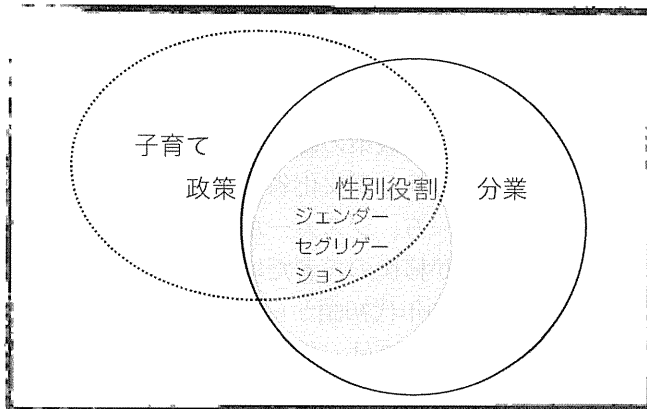 子育て
政策
性別役割
分業
ジェンダー
セグリゲー
ション